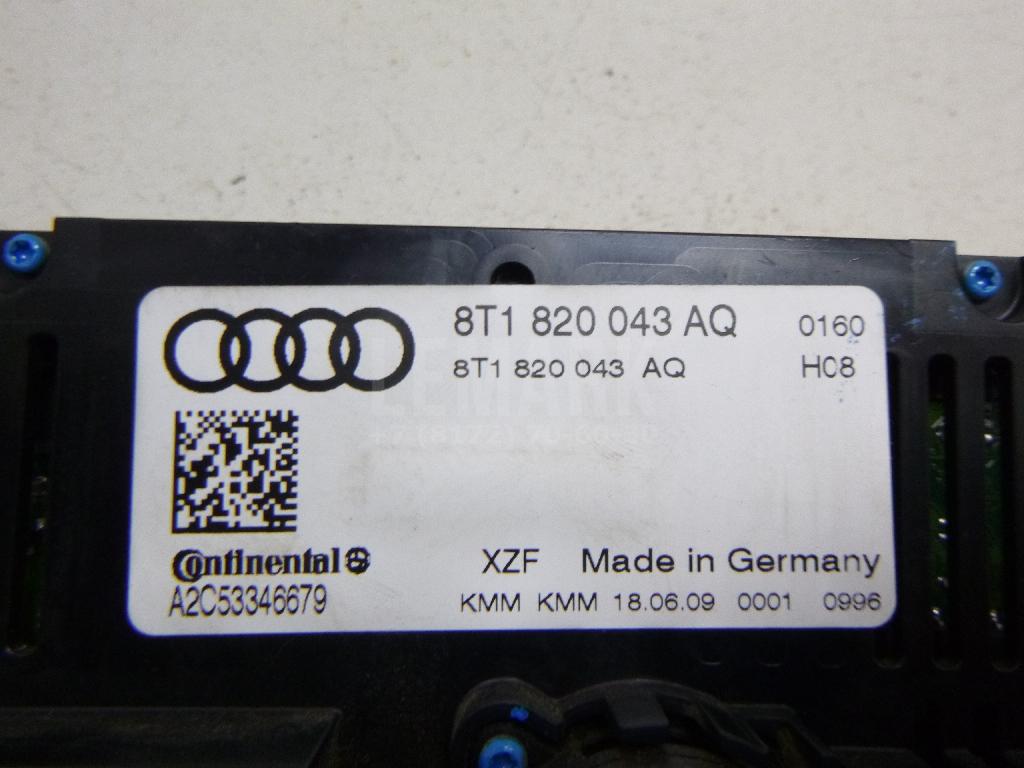 8T1 820 043 AQ 0160
8T1 820 043 AQ H08
LEMARK
Continental
XZF Made in Germany
A2C53346679
KMM KMM 18.06.09 0001 0996